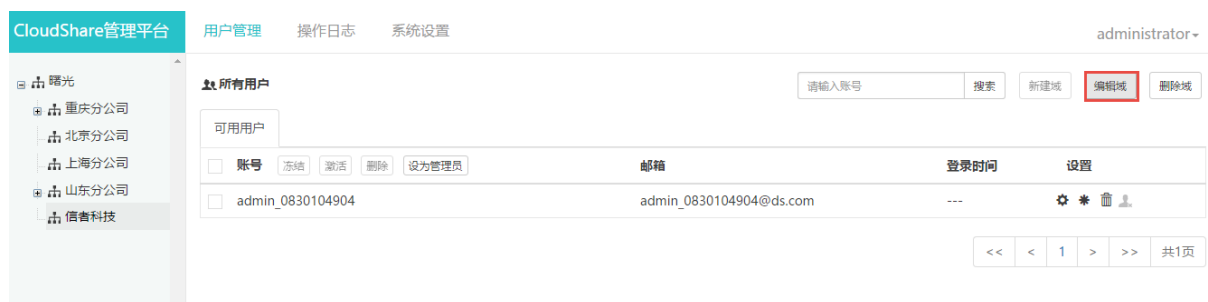 CloudShare管理平台
用户管理 操作日志 系统设置
administrator
曙光
重庆分公司
北京分公司
上海分公司
山东分公司
信者科技
所有用户
请输入账号 搜索 新建域 编辑域 删除域
可用用户
账号 冻结 激活 删除 设为管理员 邮箱 登录时间 设置
admin_0830104904 admin_0830104904@ds.com ---
<< < 1 > >> 共1页